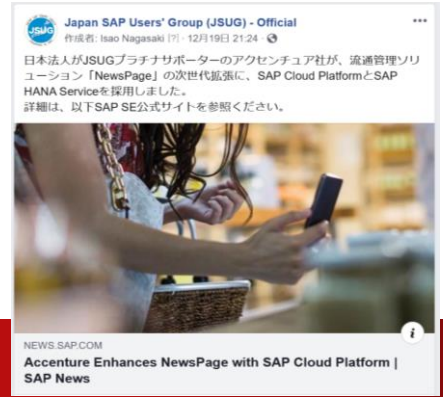 JSUG
Japan SAP Users' Group (JSUG) - Official
作成者: Isao Nagasaki [?] · 12月19日 21:24 ·
日本法人がJSUGプラチナサポーターのアクセンチュア社が、流通管理ソリ
ューション「NewsPage」の次世代拡張に、SAP Cloud PlatformとSAP
HANA Serviceを採用しました。
詳細は、以下SAP SE公式サイトを参照ください。
NEWS.SAP.COM
Accenture Enhances NewsPage with SAP Cloud Platform |
SAP News